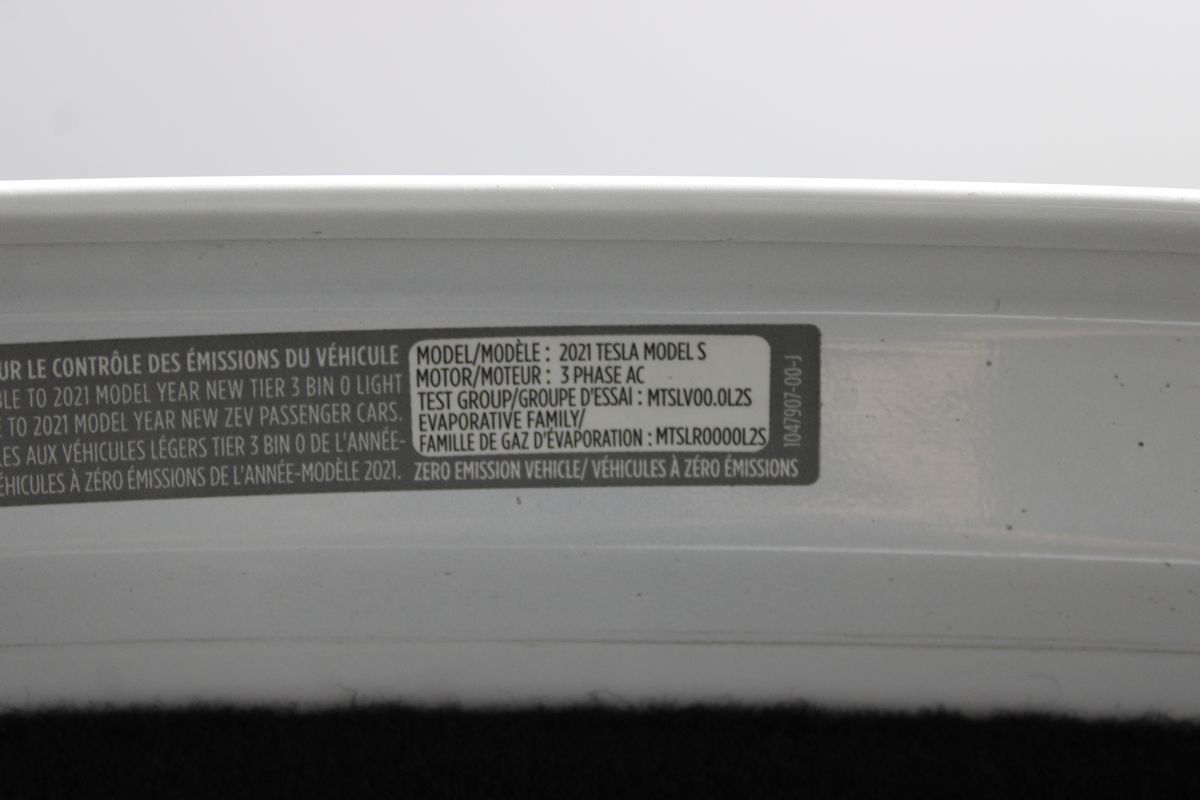 UR LE CONTRÔLE DES ÉMISSIONS DU VÉHICULE
BLE TO 2021 MODEL YEAR NEW TIER 3 BIN 0 LIGHT
E TO 2021 MODEL YEAR NEW ZEV PASSENGER CARS.
LES AUX VÉHICULES LÉGERS TIER 3 BIN 0 DE L'ANNÉE-
ÉHICULES À ZÉRO ÉMISSIONS DE L'ANNÉE-MODÈLE 2021.
MODEL/MODÈLE : 2021 TESLA MODEL S
MOTOR/MOTEUR : 3 PHASE AC
TEST GROUP/GROUPE D'ESSAI : MTSLV00.0L2S
EVAPORATIVE FAMILY/
FAMILLE DE GAZ D'ÉVAPORATION : MTSLR0000L2S
ZERO EMISSION VEHICLE/ VÉHICULES À ZÉRO ÉMISSIONS
1047907-00-J